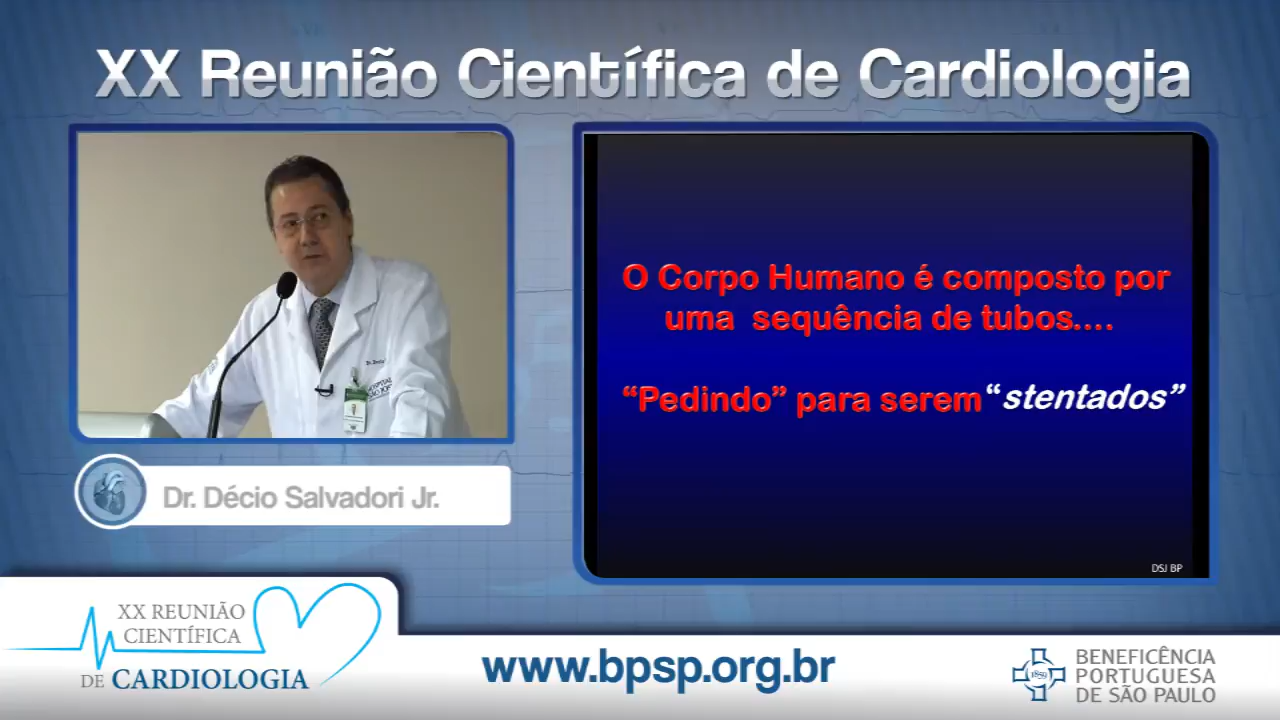 XX Reunião Científica de Cardiologia
O Corpo Humano é composto por
uma sequência de tubos....
“Pedindo” para serem “stentados”
DSJ BP
Dr. Décio Salvadori Jr.
XX REUNIÃO
CIENTÍFICA
DE CARDIOLOGIA
www.bpsp.org.br
1859
BENEFICÊNCIA
PORTUGUESA
DE SÃO PAULO